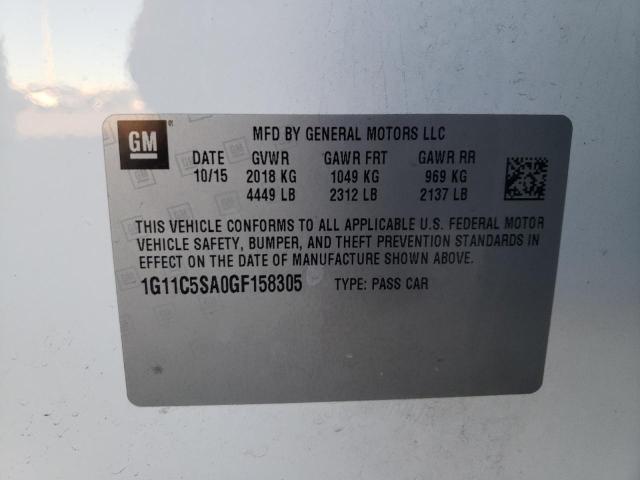 GM
MFD BY GENERAL MOTORS LLC
DATE GVWR GAWR FRT GAWR RR
10/15 2018 KG 1049 KG 969 KG
4449 LB 2312 LB 2137 LB
THIS VEHICLE CONFORMS TO ALL APPLICABLE U.S. FEDERAL MOTOR
VEHICLE SAFETY, BUMPER, AND THEFT PREVENTION STANDARDS
IN EFFECT ON THE DATE OF MANUFACTURE SHOWN ABOVE.
1G11C5SA0GF158305 TYPE: PASS CAR